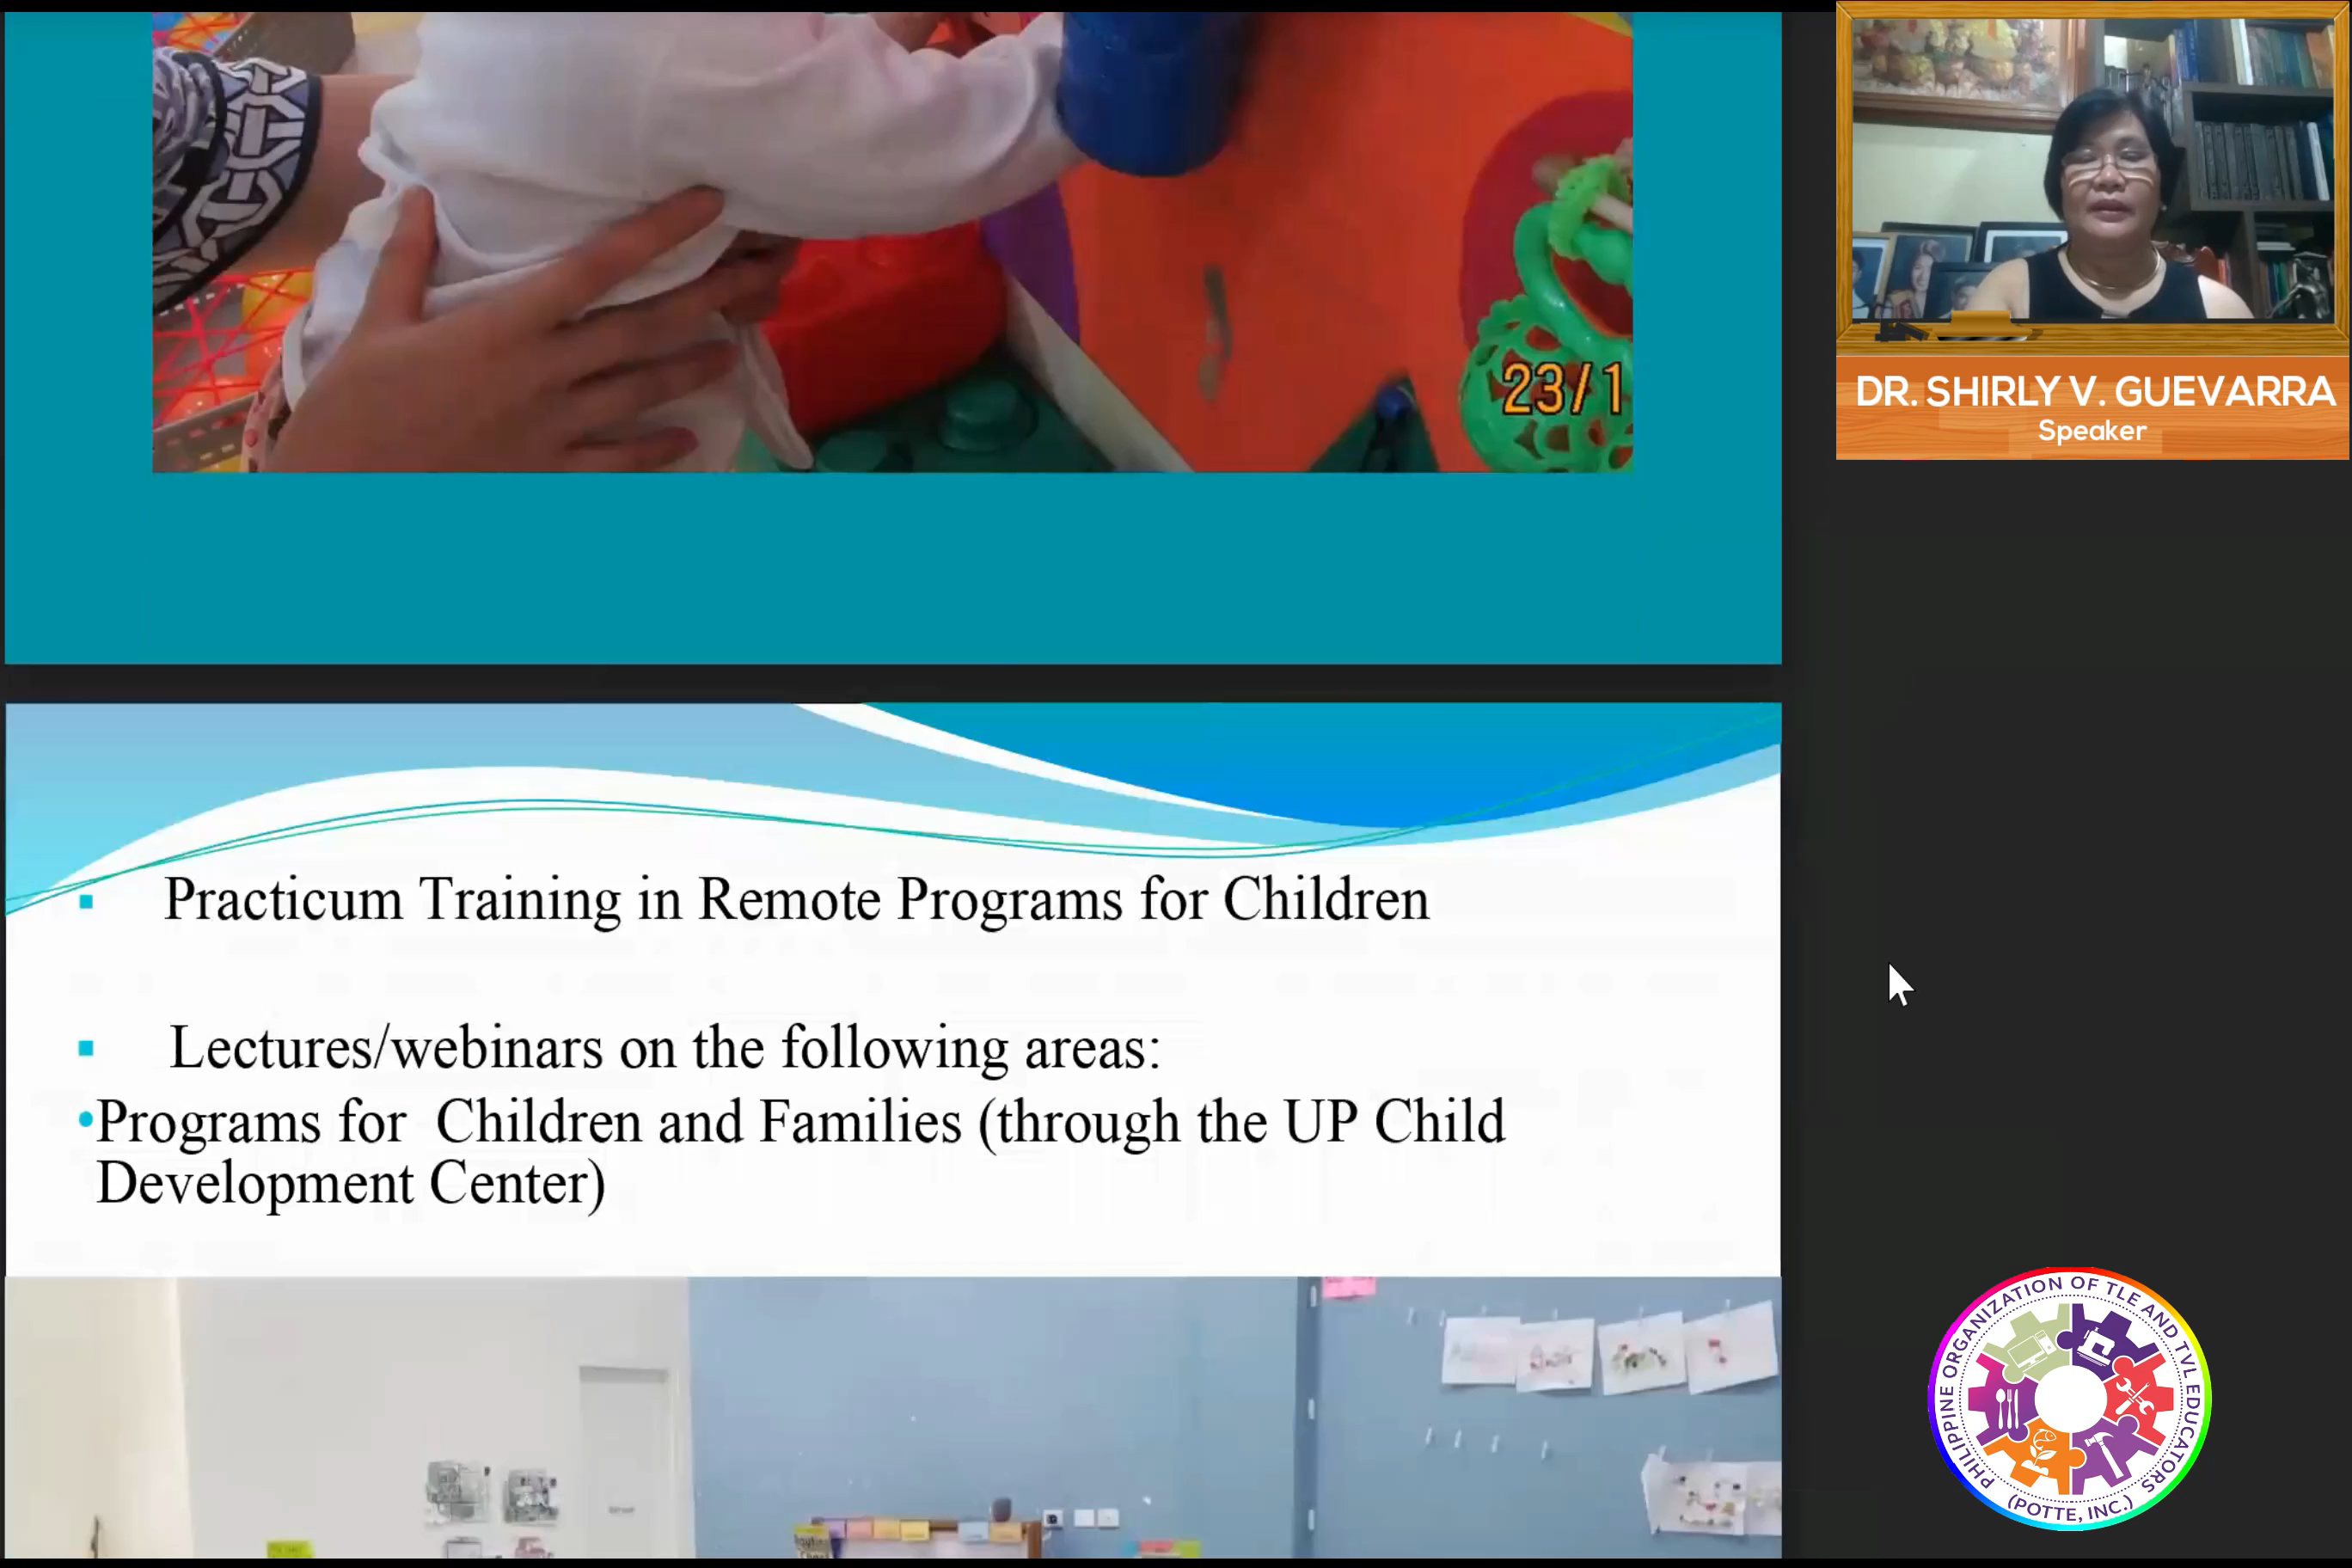 23/1
DR. SHIRLY V. GUEVARRA
Speaker
Practicum Training in Remote Programs for Children
Lectures/webinars on the following areas:
Programs for Children and Families (through the UP Child
Development Center)
PHILIPPINE ORGANIZATION OF TLE AND TVL EDUCATORS
(POTTE, INC.)